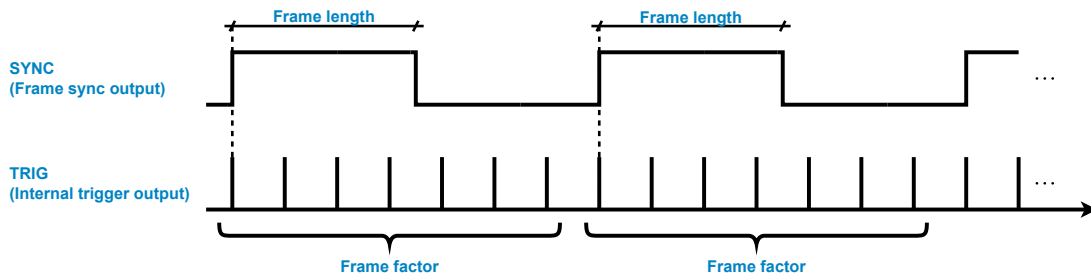 Frame length
Frame length
SYNC
(Frame sync output)
...
TRIG
(Internal trigger output)
...
Frame factor
Frame factor